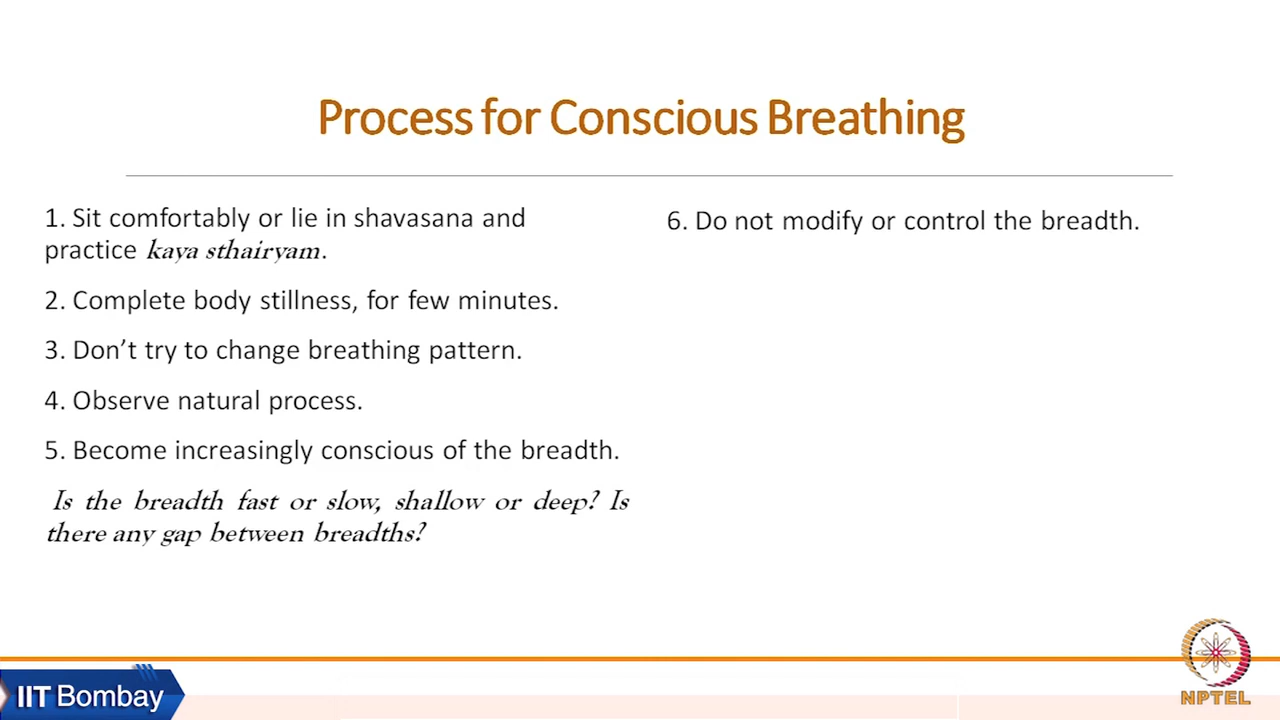 Process for Conscious Breathing
1. Sit comfortably or lie in shavasana and
practice kaya sthairyam.
2. Complete body stillness, for few minutes.
3. Don’t try to change breathing pattern.
4. Observe natural process.
5. Become increasingly conscious of the breadth.
Is the breadth fast or slow, shallow or deep? Is
there any gap between breadths?
6. Do not modify or control the breadth.
IIT Bombay
NPTEL